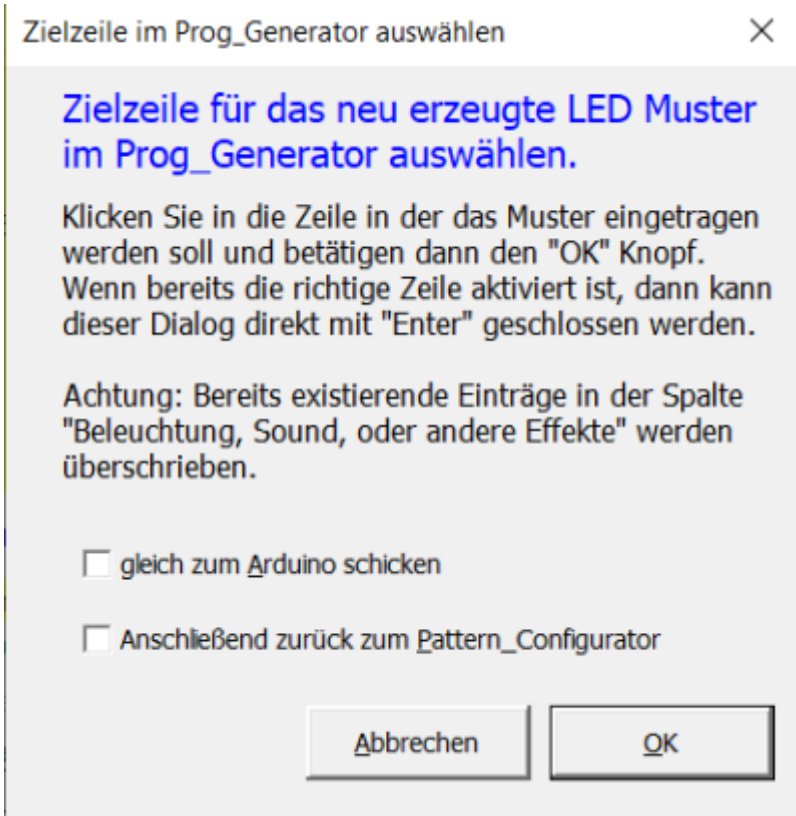 Zielzeile im Prog_Generator auswählen
Zielzeile für das neu erzeugte LED Muster
im Prog_Generator auswählen.
Klicken Sie in die Zeile in der das Muster eingetragen
werden soll und betätigen dann den "OK" Knopf.
Wenn bereits die richtige Zeile aktiviert ist, dann kann
dieser Dialog direkt mit "Enter" geschlossen werden.
Achtung: Bereits existierende Einträge in der Spalte
"Beleuchtung, Sound, oder andere Effekte" werden
überschrieben.
gleich zum Arduino schicken
Anschließend zurück zum Pattern_Configurator
Abbrechen
OK